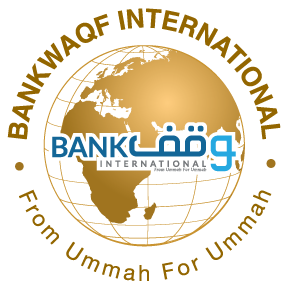 BANKWAQF INTERNATIONAL
BANK وقف
INTERNATIONAL
From Ummah For Ummah
• From Ummah For Ummah •